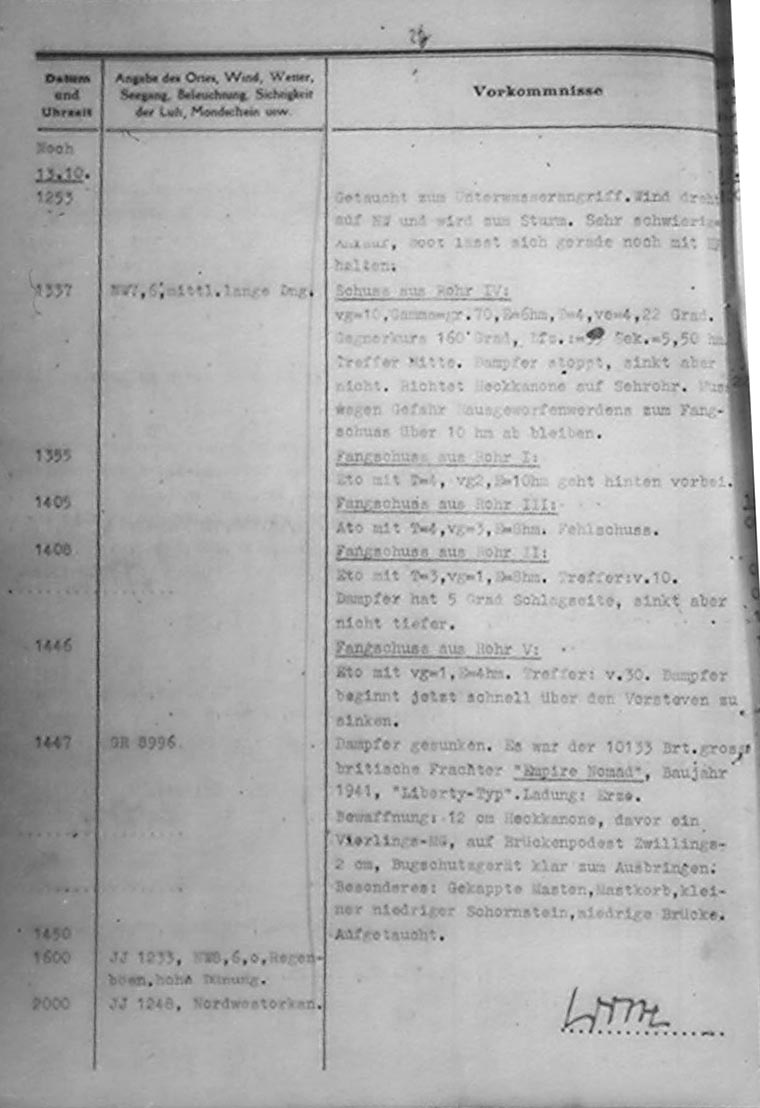 Datum
und
Uhrzeit
Angabe des Ortes, Wind, Wetter,
Seegang, Beleuchtung, Sichtigkeit
der Luft, Mondschein usw.
Vorkommnisse
Noch
13.10.
1253
Getaucht zum Unterwasserangriff. Wind dreht
auf NW und wird zum Sturm. Sehr schwierige
Anlauf, Boot lässt sich gerade noch mit
halten.
1337
NW7,6, mittl.lange Dng.
Schuss aus Rohr IV:
vg=10,Gamma=gr.70,E=6hm,T=4,ve=4,22 Grad.
Gegnerkurs 160 Grad, Lfs.:= Sek.=5,50 hm
Treffer Mitte. Dampfer stoppt, sinkt aber
nicht. Richtet Heckkanone auf Sehrohr. Muss
wegen Gefahr Rausgeworfenwerdens zum Fang-
schuss über 10 hm ab bleiben.
1355
Fangschuss aus Rohr I:
Eto mit T=4, vg2,E=10hm geht hinten vorbei.
1405
Fangschuss aus Rohr III:
Ato mit T=4,vg=3,E=8hm. Fehlschuss.
1408
Fangschuss aus Rohr II:
Eto mit T=3,vg=1,E=8hm. Treffer:v.10.
Dampfer hat 5 Grad Schlagseite, sinkt aber
nicht tiefer.
1446
Fangschuss aus Rohr V:
Eto mit vg=1,E=4hm. Treffer: v.30. Dampfer
beginnt jetzt schnell über den Vorsteven zu
sinken.
1447
GR 8996
Dampfer gesunken. Es war der 10133 Brt.gross
britische Frachter "Empire Nomad", Baujahr
1941, "Liberty-Typ".Ladung: Erze.
Bewaffnung: 12 cm Heckkanone, davor ein
Vierlings-MG, auf Brückenpodest Zwillings-
2 cm, Bugschutzgerät klar zum Ausbringen.
Besonderes: Gekappte Masten,Mastkorb,klei-
ner niedriger Schornstein,niedrige Brücke.
1450
Aufgetaucht.
1600
JJ 1233, NW8,6,o,Regen-
böen,hohe Dünung.
2000
JJ 1248, Nordwestorkan.